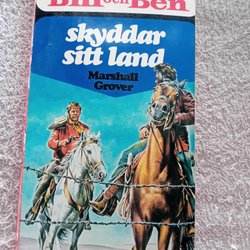 Bill och Ben
skyddar
sitt land
Marshall
Grover